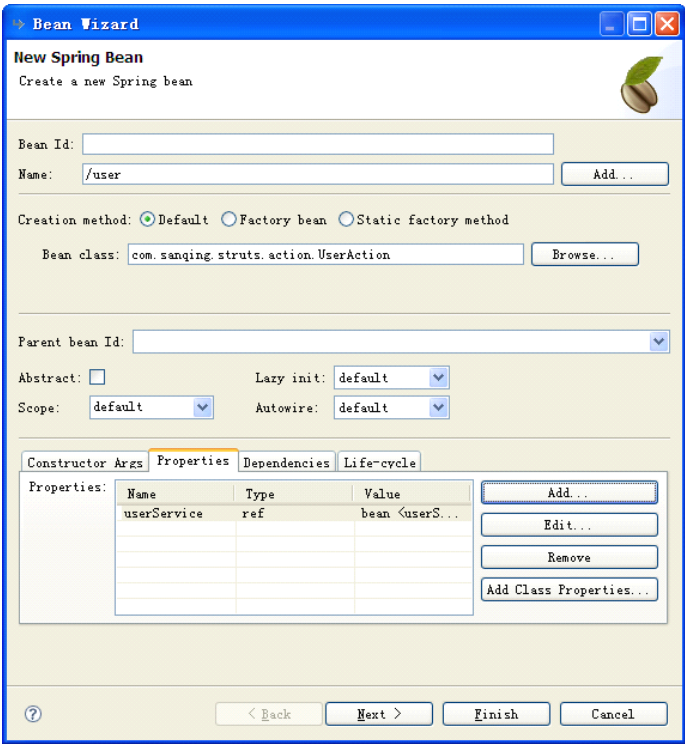 Bean Wizard
New Spring Bean
Create a new Spring bean
Bean Id:
Name: /user Add...
Creation method: Default Factory bean Static factory method
Bean class: com.sanqing.struts.action.UserAction Browse...
Parent bean Id:
Abstract: Lazy init: default
Scope: default Autowire: default
Constructor Args Properties Dependencies Life-cycle
Properties: Name Type Value Add...
userService ref bean <userS...
Edit...
Remove
Add Class Properties...
? < Back Next > Finish Cancel